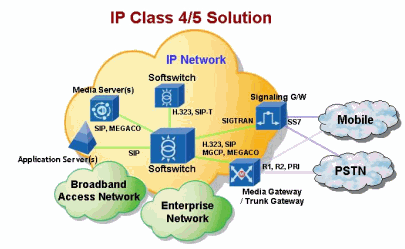 IP Class 4/5 Solution
IP Network
Media Server(s)
Softswitch
Signaling G/W
H.323, SIP-T
SIP, MEGACO
SIGTRAN
SS7
Mobile
Application Server(s)
SIP
H.323, SIP
MGCP, MEGACO
Softswitch
R1, R2, PRI
PSTN
Broadband
Access Network
Enterprise
Network
Media Gateway
/ Trunk Gateway